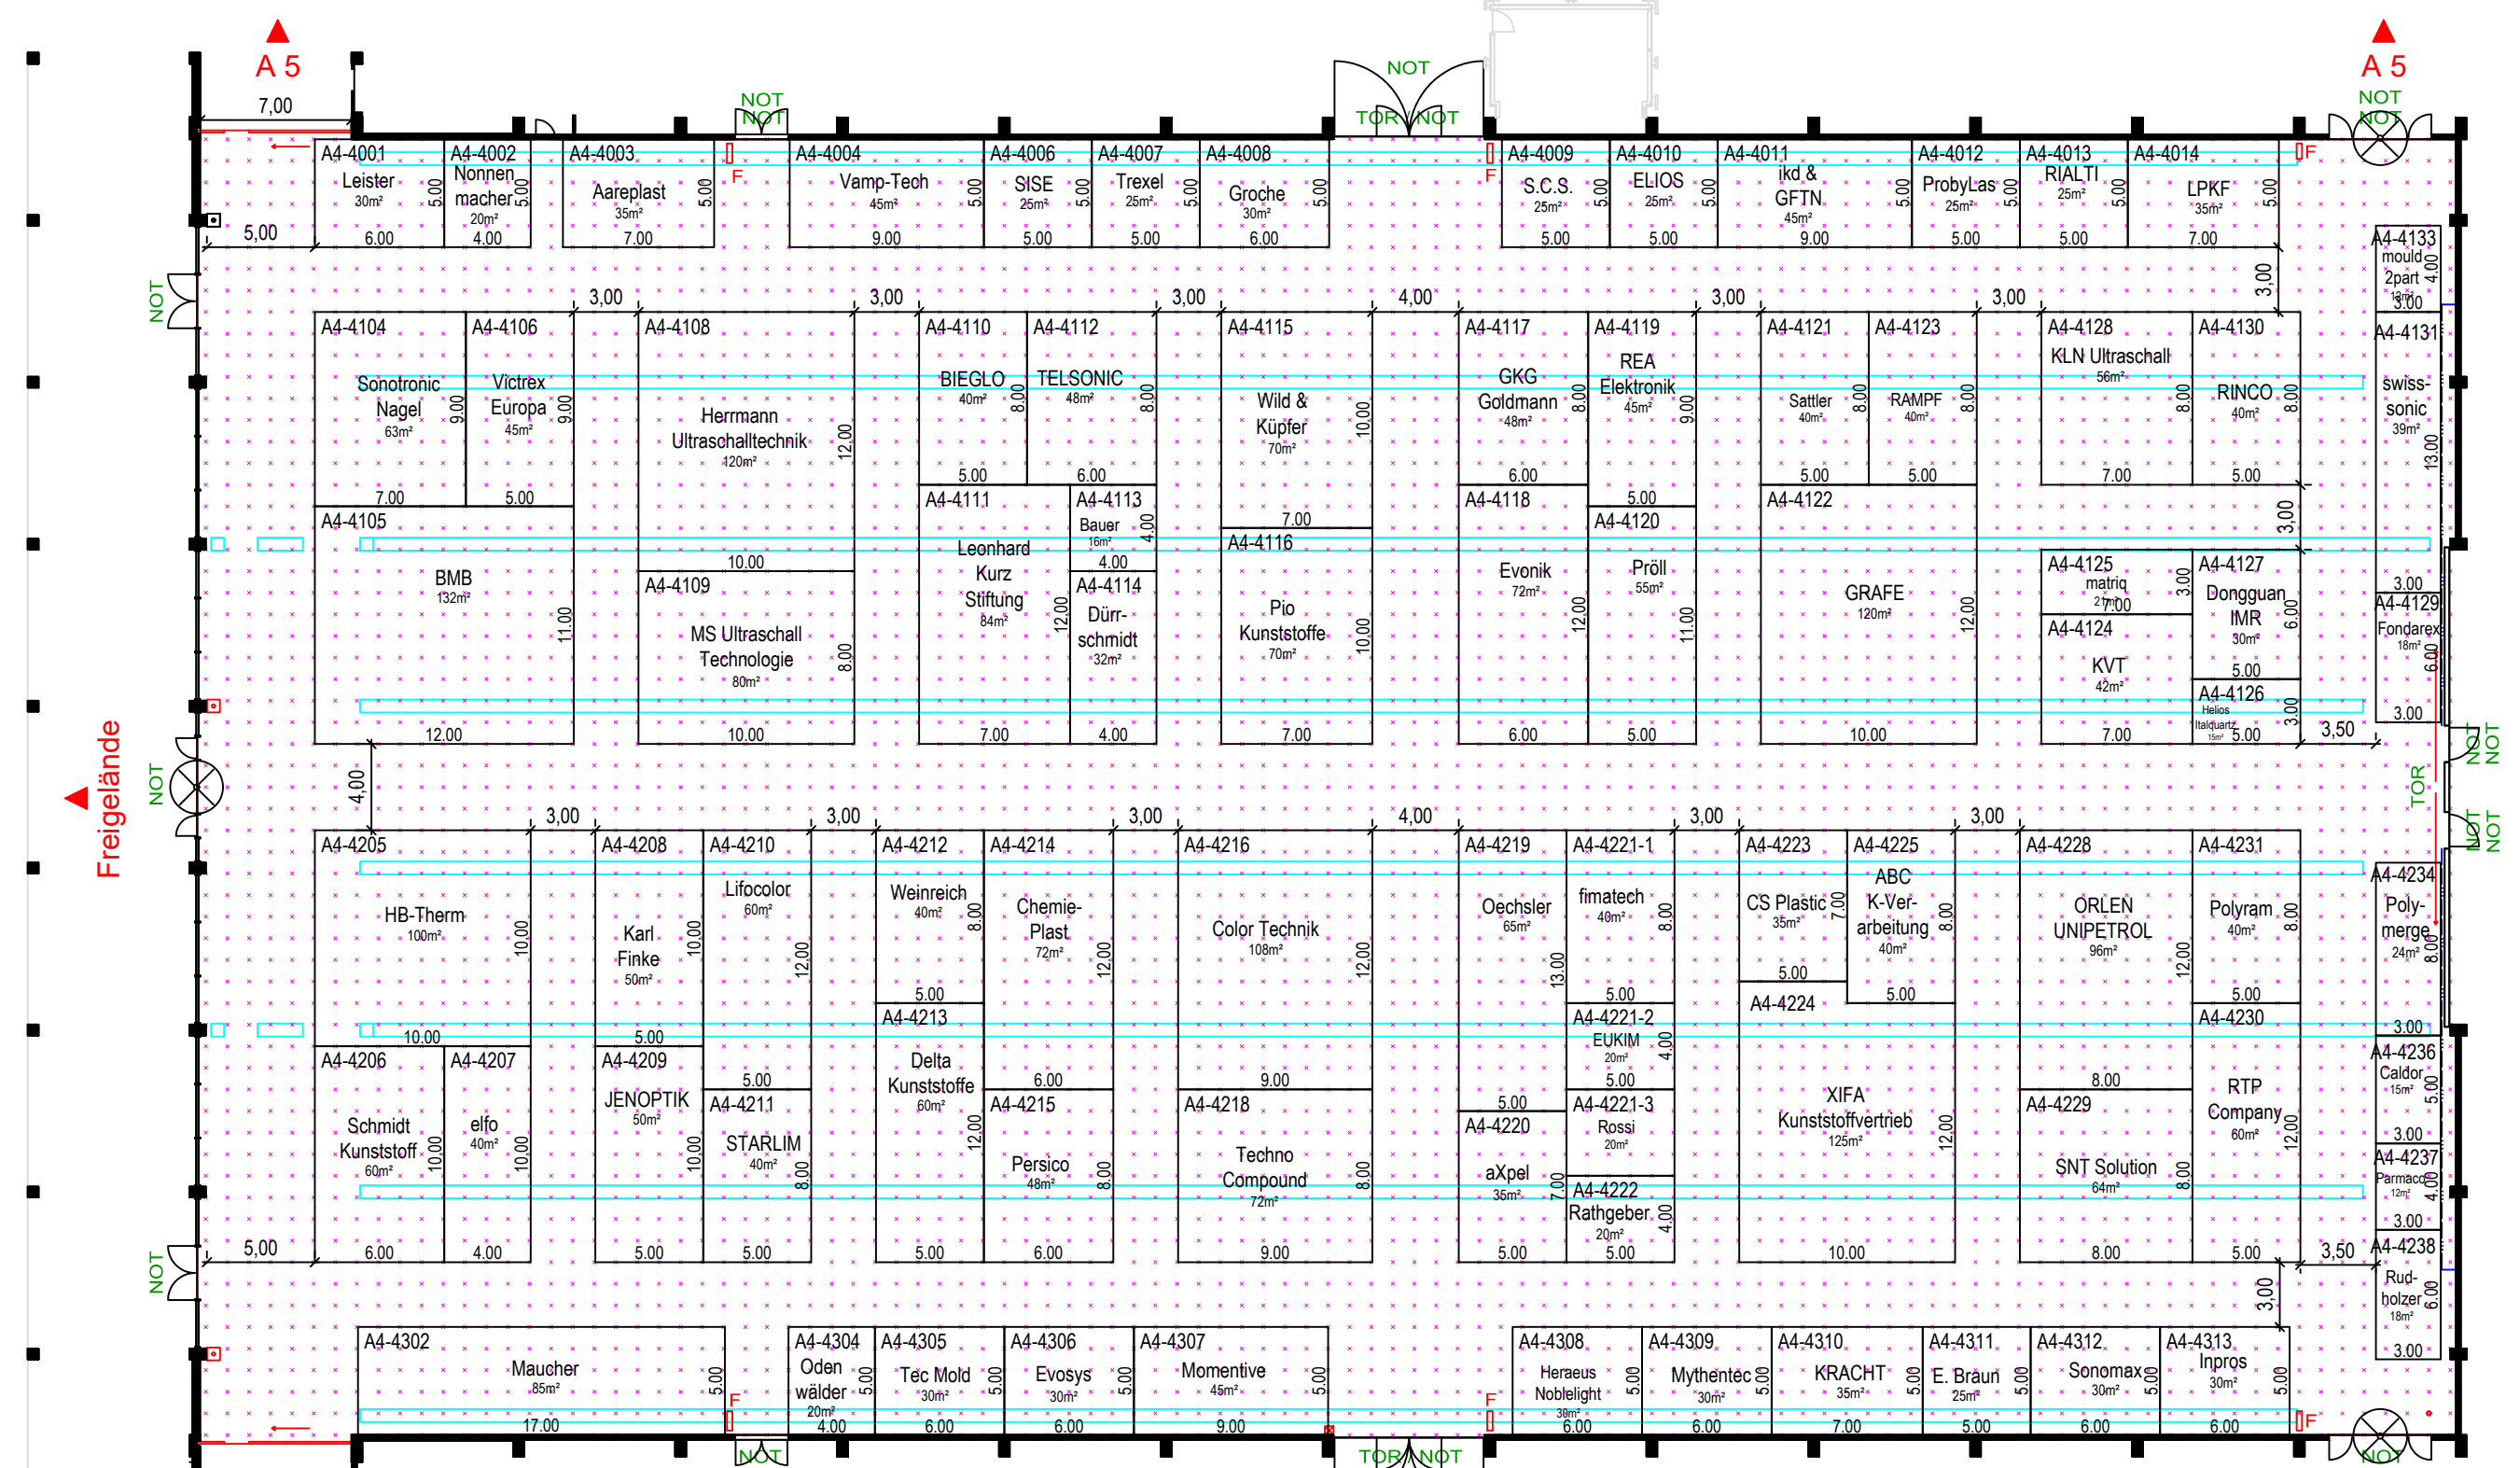 A 5
A 5
7,00
NOT
NOT
NOT
TOR / NOT
NOT
NOT
A4-4001
Leister
30m²
5.00
6.00
A4-4002
Nonnen
macher
20m²
5.00
4.00
A4-4003
Aareplast
35m²
5.00
7.00
F
A4-4004
Vamp-Tech
45m²
5.00
9.00
A4-4006
SISE
25m²
5.00
5.00
A4-4007
Trexel
25m²
5.00
5.00
A4-4008
Groche
30m²
5.00
6.00
F
A4-4009
S.C.S.
25m²
5.00
5.00
A4-4010
ELIOS
25m²
5.00
5.00
A4-4011
ikd &
GFTN
45m²
5.00
9.00
A4-4012
ProbyLas
25m²
5.00
5.00
A4-4013
RIALTI
25m²
5.00
5.00
A4-4014
LPKF
35m²
5.00
7.00
F
5,00
3,00
A4-4133
mould
2part
12m²
4.00
3.00
NOT
3,00
3,00
3,00
4,00
3,00
3,00
A4-4104
Sonotronic
Nagel
63m²
9.00
7.00
A4-4106
Victrex
Europa
45m²
9.00
5.00
A4-4105
BMB
132m²
11.00
12.00
A4-4108
Herrmann
Ultraschalltechnik
120m²
12.00
10.00
A4-4109
MS Ultraschall
Technologie
80m²
8.00
10.00
A4-4110
BIEGLO
40m²
8.00
5.00
A4-4112
TELSONIC
48m²
8.00
6.00
A4-4111
Leonhard
Kurz
Stiftung
84m²
12.00
7.00
A4-4113
Bauer
16m²
4.00
4.00
A4-4114
Dürr-
schmidt
32m²
4.00
A4-4115
Wild &
Küpfer
70m²
10.00
7.00
A4-4116
Pio
Kunststoffe
70m²
10.00
7.00
A4-4117
GKG
Goldmann
48m²
8.00
6.00
A4-4118
Evonik
72m²
12.00
6.00
A4-4119
REA
Elektronik
45m²
9.00
5.00
A4-4120
Pröll
55m²
11.00
5.00
A4-4121
Sattler
40m²
8.00
5.00
A4-4123
RAMPF
40m²
8.00
5.00
A4-4122
GRAFE
120m²
12.00
10.00
A4-4128
KLN Ultraschall
56m²
8.00
7.00
A4-4130
RINCO
40m²
8.00
5.00
3,00
A4-4125
matriq
21m²
3.00
7.00
A4-4124
KVT
42m²
7.00
A4-4127
Dongguan
IMR
30m²
6.00
5.00
A4-4126
Helios
Italquartz
15m²
3.00
5.00
A4-4131
swiss-
sonic
39m²
13.00
3.00
A4-4129
Fondarex
18m²
6.00
3.00
3,50
Freigelände
NOT
4,00
TOR
NOT
NOT
NOT
NOT
3,00
3,00
3,00
4,00
3,00
3,00
A4-4205
HB-Therm
100m²
10.00
10.00
A4-4206
Schmidt
Kunststoff
60m²
10.00
6.00
A4-4207
elfo
40m²
10.00
4.00
A4-4208
Karl
Finke
50m²
10.00
5.00
A4-4209
JENOPTIK
50m²
10.00
5.00
A4-4210
Lifocolor
60m²
12.00
5.00
A4-4211
STARLIM
40m²
8.00
5.00
A4-4212
Weinreich
40m²
8.00
5.00
A4-4213
Delta
Kunststoffe
60m²
12.00
5.00
A4-4214
Chemie-
Plast
72m²
12.00
6.00
A4-4215
Persico
48m²
8.00
6.00
A4-4216
Color Technik
108m²
12.00
9.00
A4-4218
Techno
Compound
72m²
8.00
9.00
A4-4219
Oechsler
65m²
13.00
5.00
A4-4220
aXpel
35m²
7.00
5.00
A4-4221-1
fimatech
40m²
8.00
5.00
A4-4221-2
EUKIM
20m²
4.00
5.00
A4-4221-3
Rossi
20m²
A4-4222
Rathgeber
20m²
4.00
5.00
A4-4223
CS Plastic
35m²
7.00
5.00
A4-4225
ABC
K-Ver-
arbeitung
40m²
8.00
5.00
A4-4224
XIFA
Kunststoffvertrieb
125m²
12.00
10.00
A4-4228
ORLEN
UNIPETROL
96m²
12.00
8.00
A4-4229
SNT Solution
64m²
8.00
8.00
A4-4231
Polyram
40m²
8.00
5.00
A4-4230
RTP
Company
60m²
12.00
5.00
A4-4234
Poly-
merge
24m²
8.00
3.00
A4-4236
Caldor
15m²
5.00
3.00
A4-4237
Parmaco
12m²
4.00
3.00
A4-4238
Rud-
holzer
18m²
6.00
3.00
NOT
5,00
3,50
3,00
A4-4302
Maucher
85m²
5.00
17.00
F
A4-4304
Oden
wälder
20m²
5.00
4.00
A4-4305
Tec Mold
30m²
5.00
6.00
A4-4306
Evosys
30m²
5.00
6.00
A4-4307
Momentive
45m²
5.00
9.00
F
A4-4308
Heraeus
Noblelight
30m²
5.00
6.00
A4-4309
Mythentec
30m²
5.00
6.00
A4-4310
KRACHT
35m²
5.00
7.00
A4-4311
E. Braun
25m²
5.00
5.00
A4-4312
Sonomax
30m²
5.00
6.00
A4-4313
Inpros
30m²
5.00
6.00
F
NOT
TOR / NOT
NOT